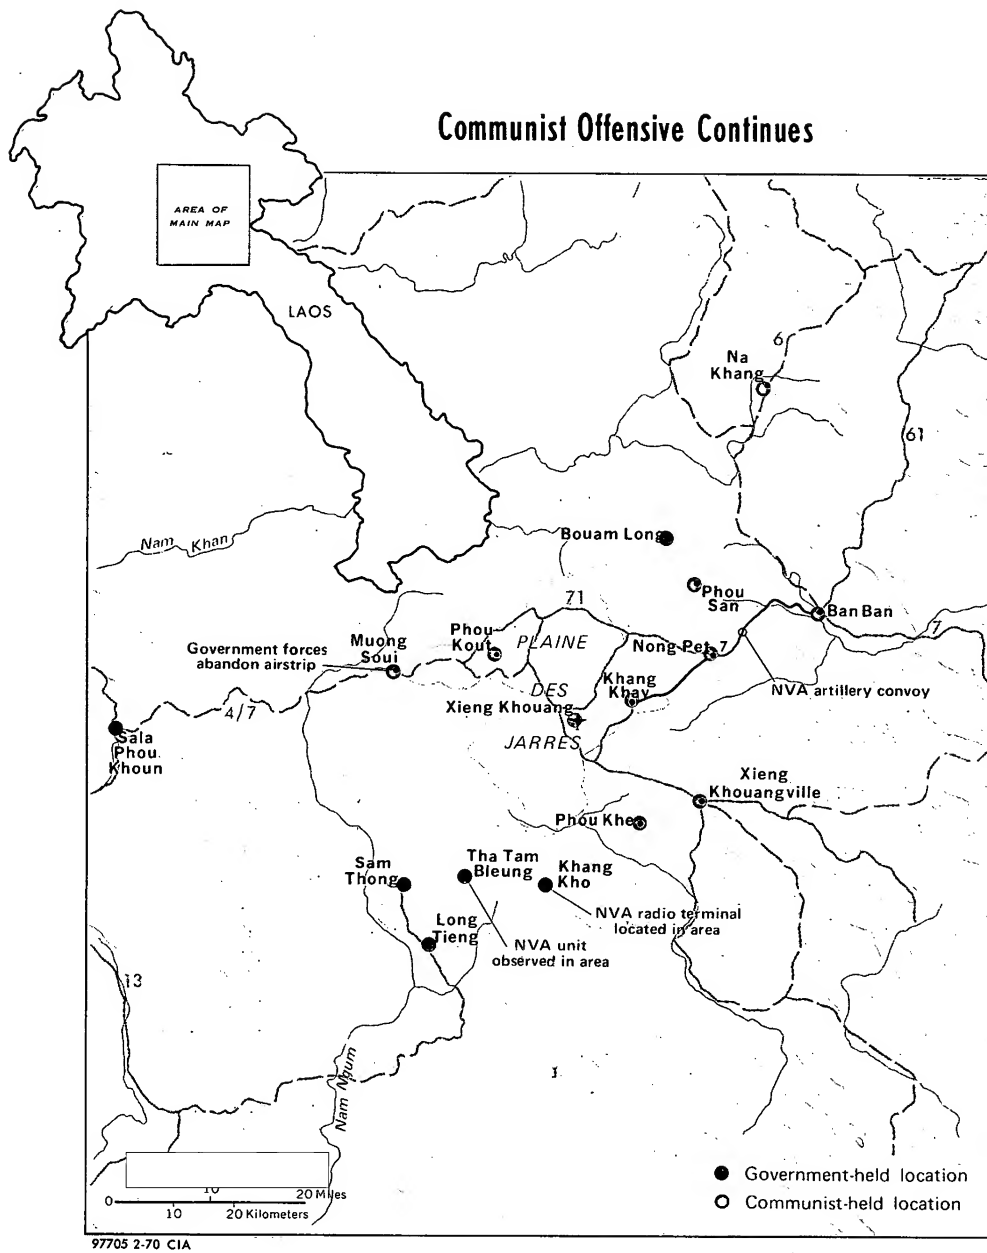 Communist Offensive Continues
AREA OF
MAIN MAP
LAOS
6
Na
Khang
61
Nam Khan
Bouam Long
Phou
San
Ban Ban
71
7
Phou
Kout
PLAINE
Muong
Soui
Government forces
abandon airstrip
Nong Pet
7
Khang
Khay
DES
NVA artillery convoy
Xieng Khouang
4/7
JARRES
Sala
Phou
Khoun
Xieng
Khouangville
Phou Khe
Sam
Thong
Tha Tam
Bleung
Khang
Kho
NVA radio terminal
located in area
Long
Tieng
NVA unit
observed in area
13
Nam Ngum
Government-held location
Communist-held location
10
0
20 Miles
10
20 Kilometers
97705 2-70 CIA